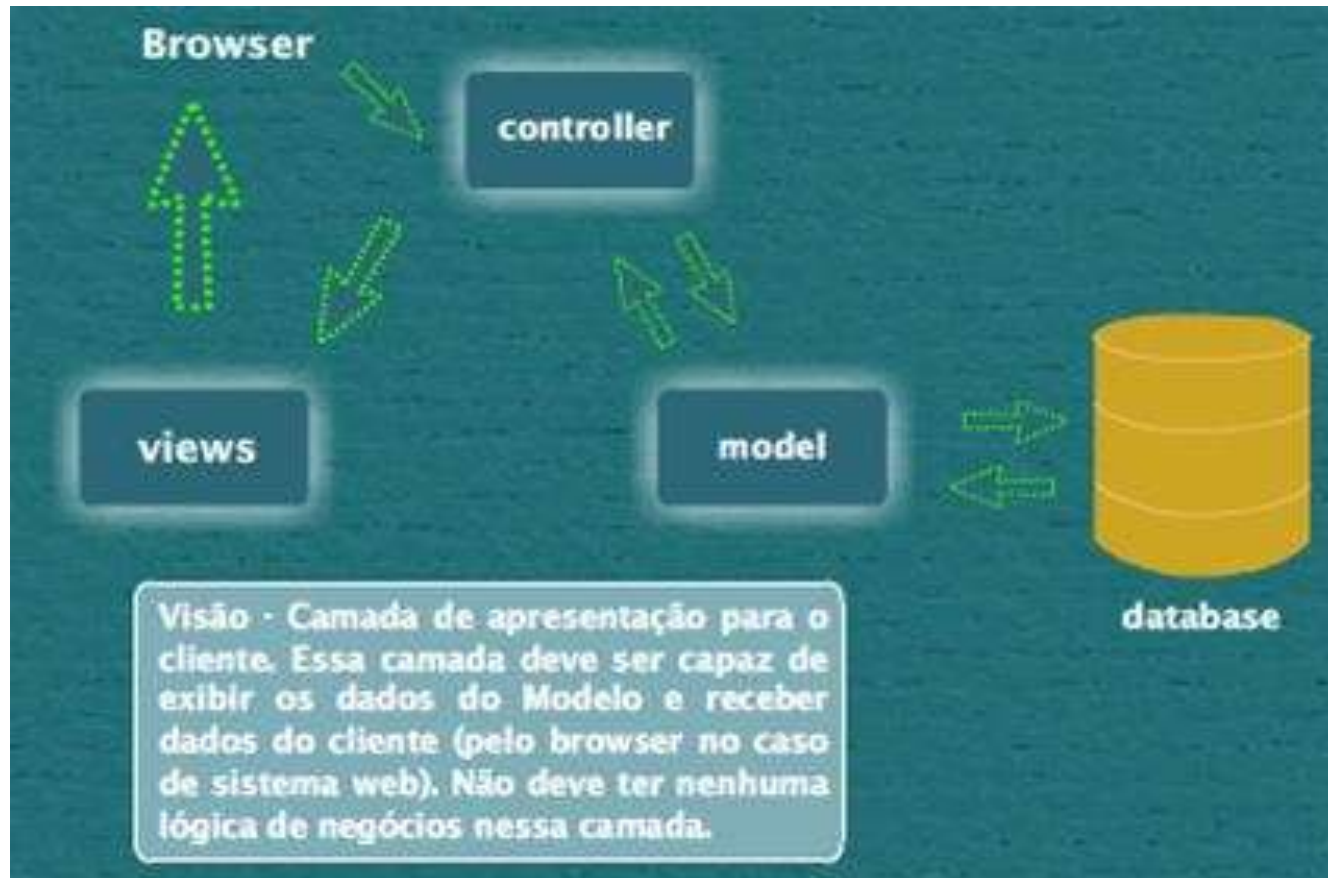 Browser
controller
views
model
database
Visão - Camada de apresentação para o
cliente. Essa camada deve ser capaz de
exibir os dados do Modelo e receber
dados do cliente (pelo browser no caso
de sistema web). Não deve ter nenhuma
lógica de negócios nessa camada.